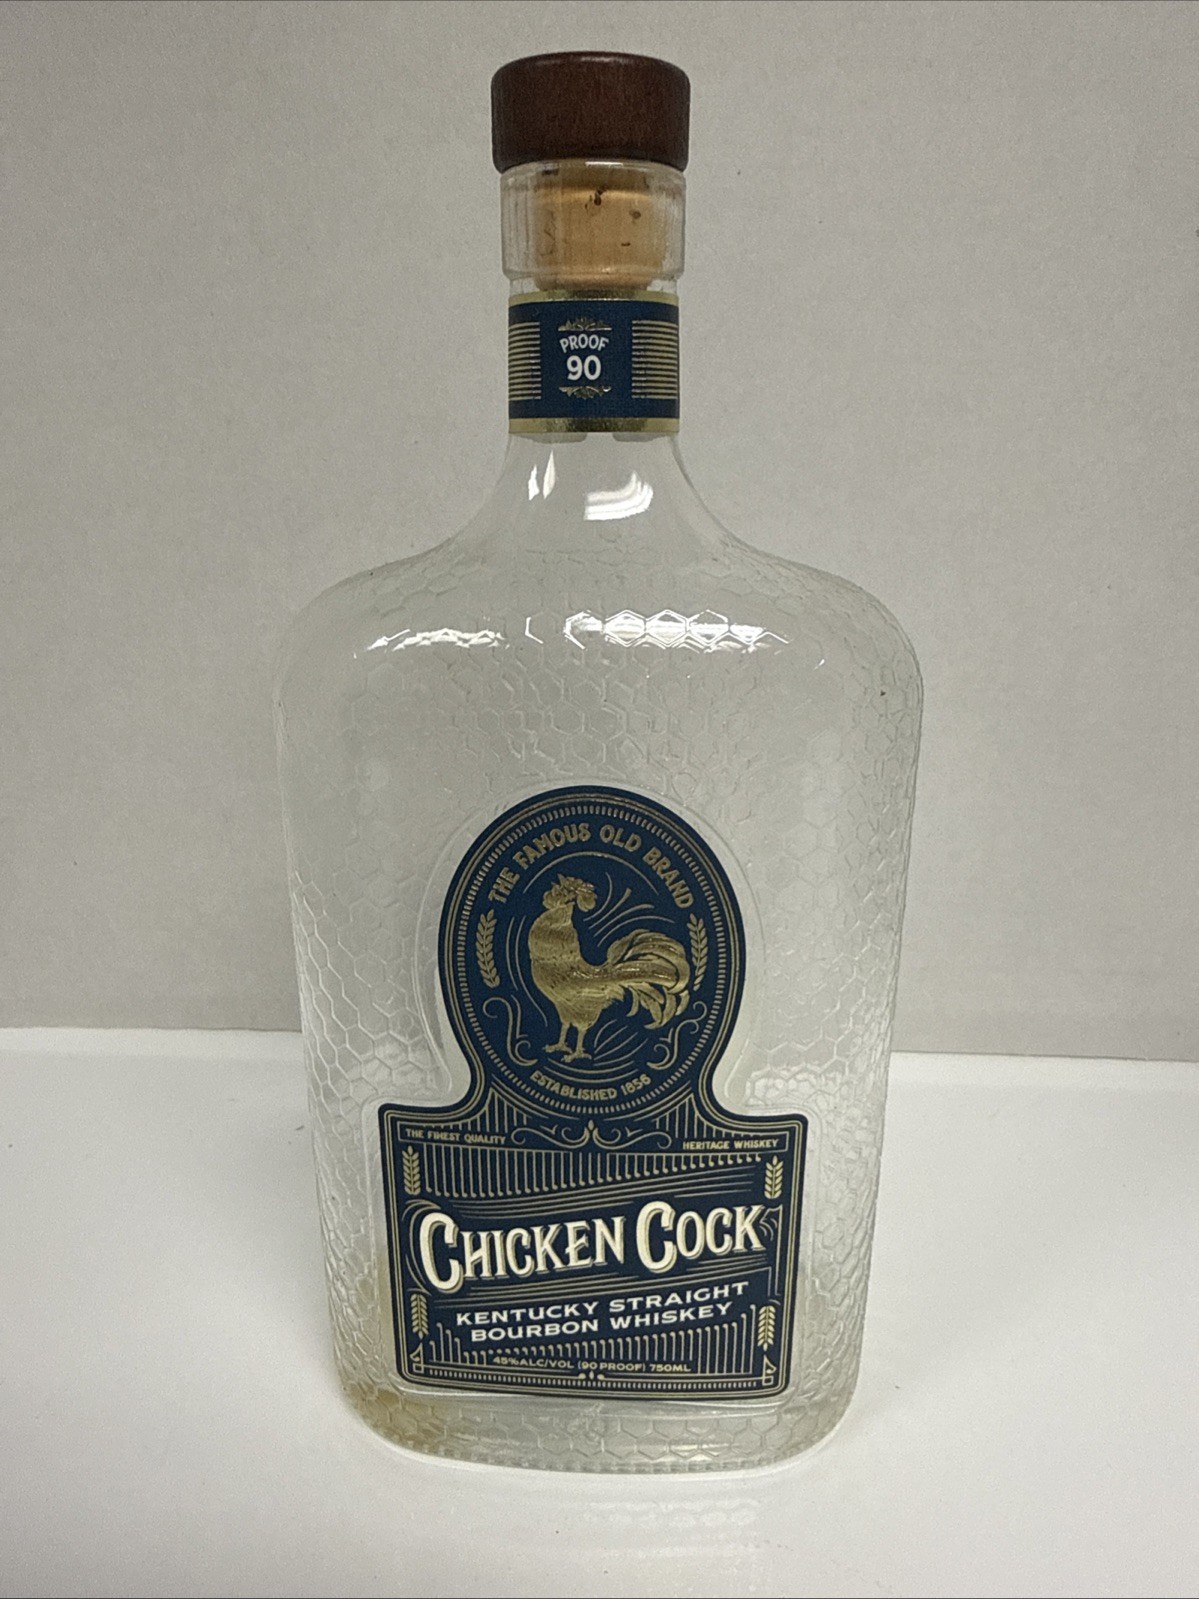 PROOF
90
THE FAMOUS OLD BRAND
ESTABLISHED 1856
THE FINEST QUALITY
HERITAGE WHISKEY
CHICKEN COCK
KENTUCKY STRAIGHT
BOURBON WHISKEY
45%ALC/VOL (90 PROOF) 750ML